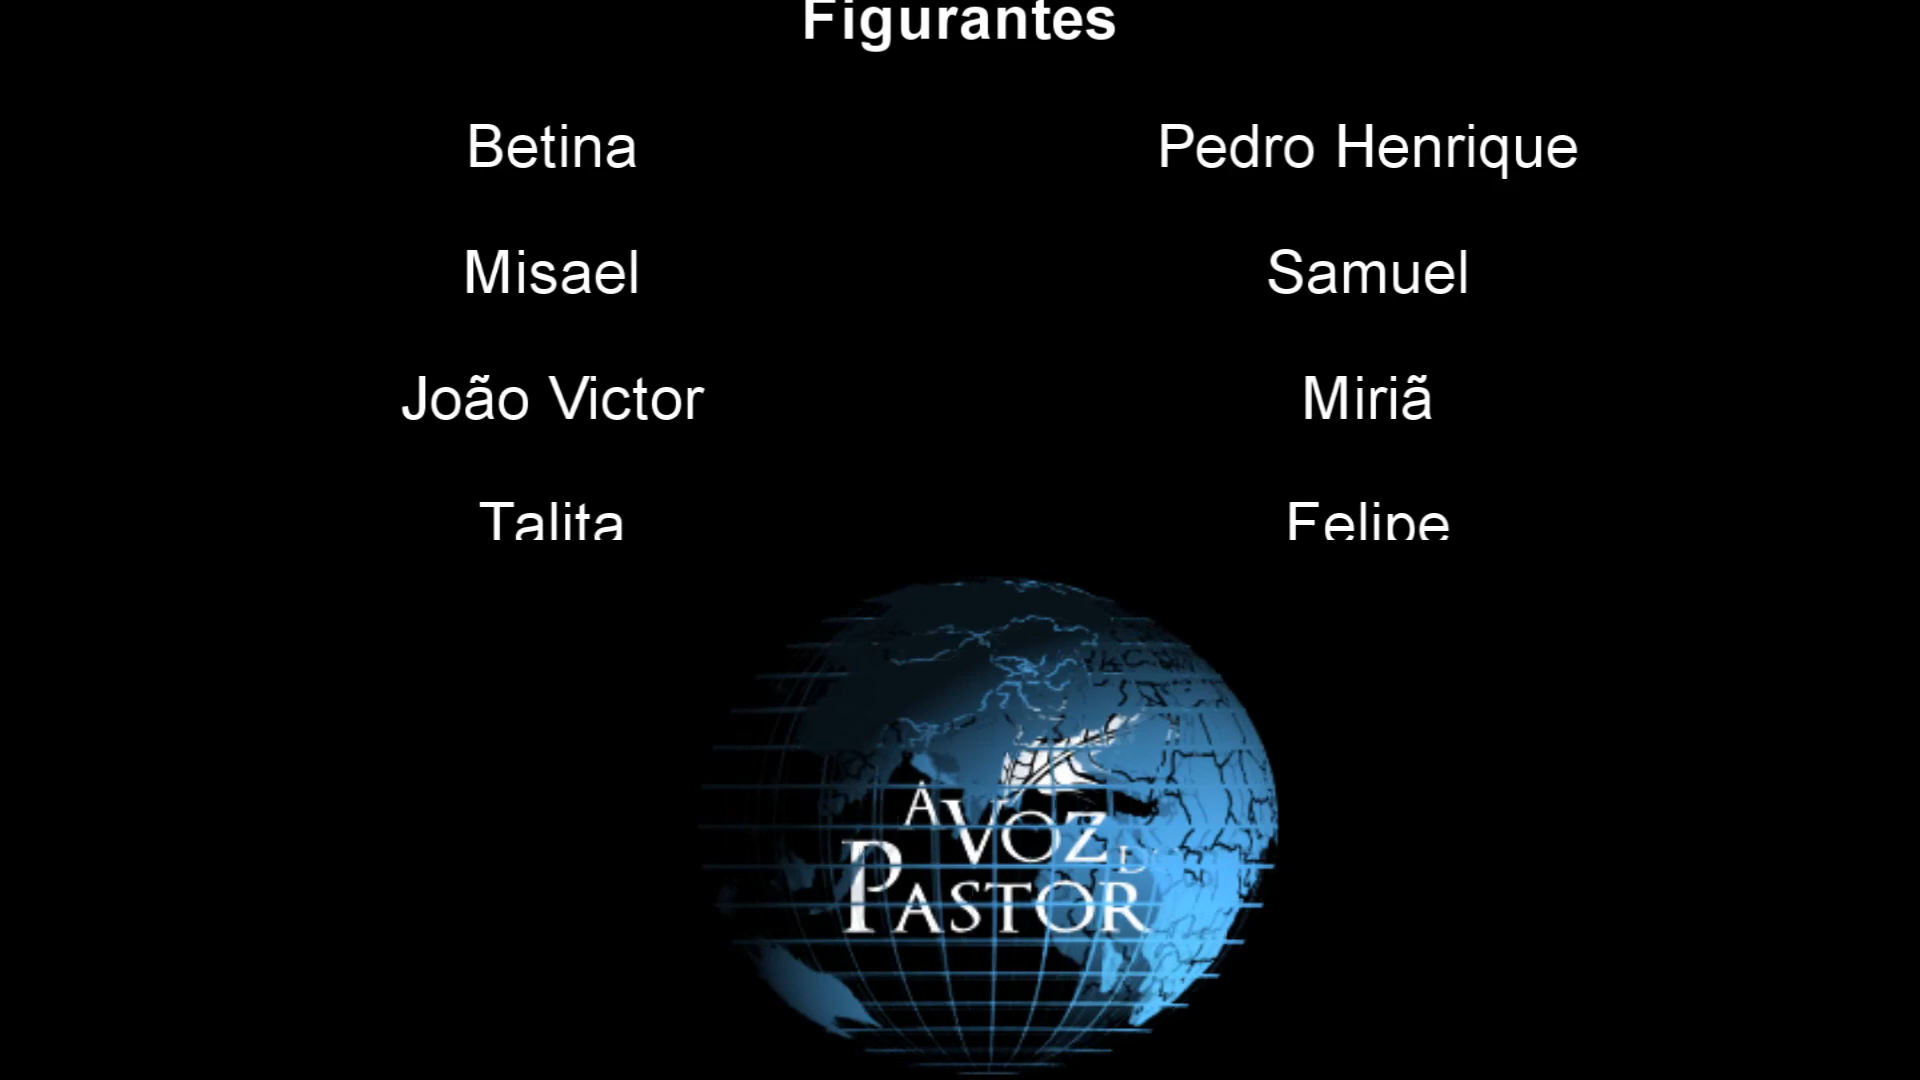 Figurantes
Betina Pedro Henrique
Misael Samuel
João Victor Miriã
Talita Felipe
A VOZ D
PASTOR